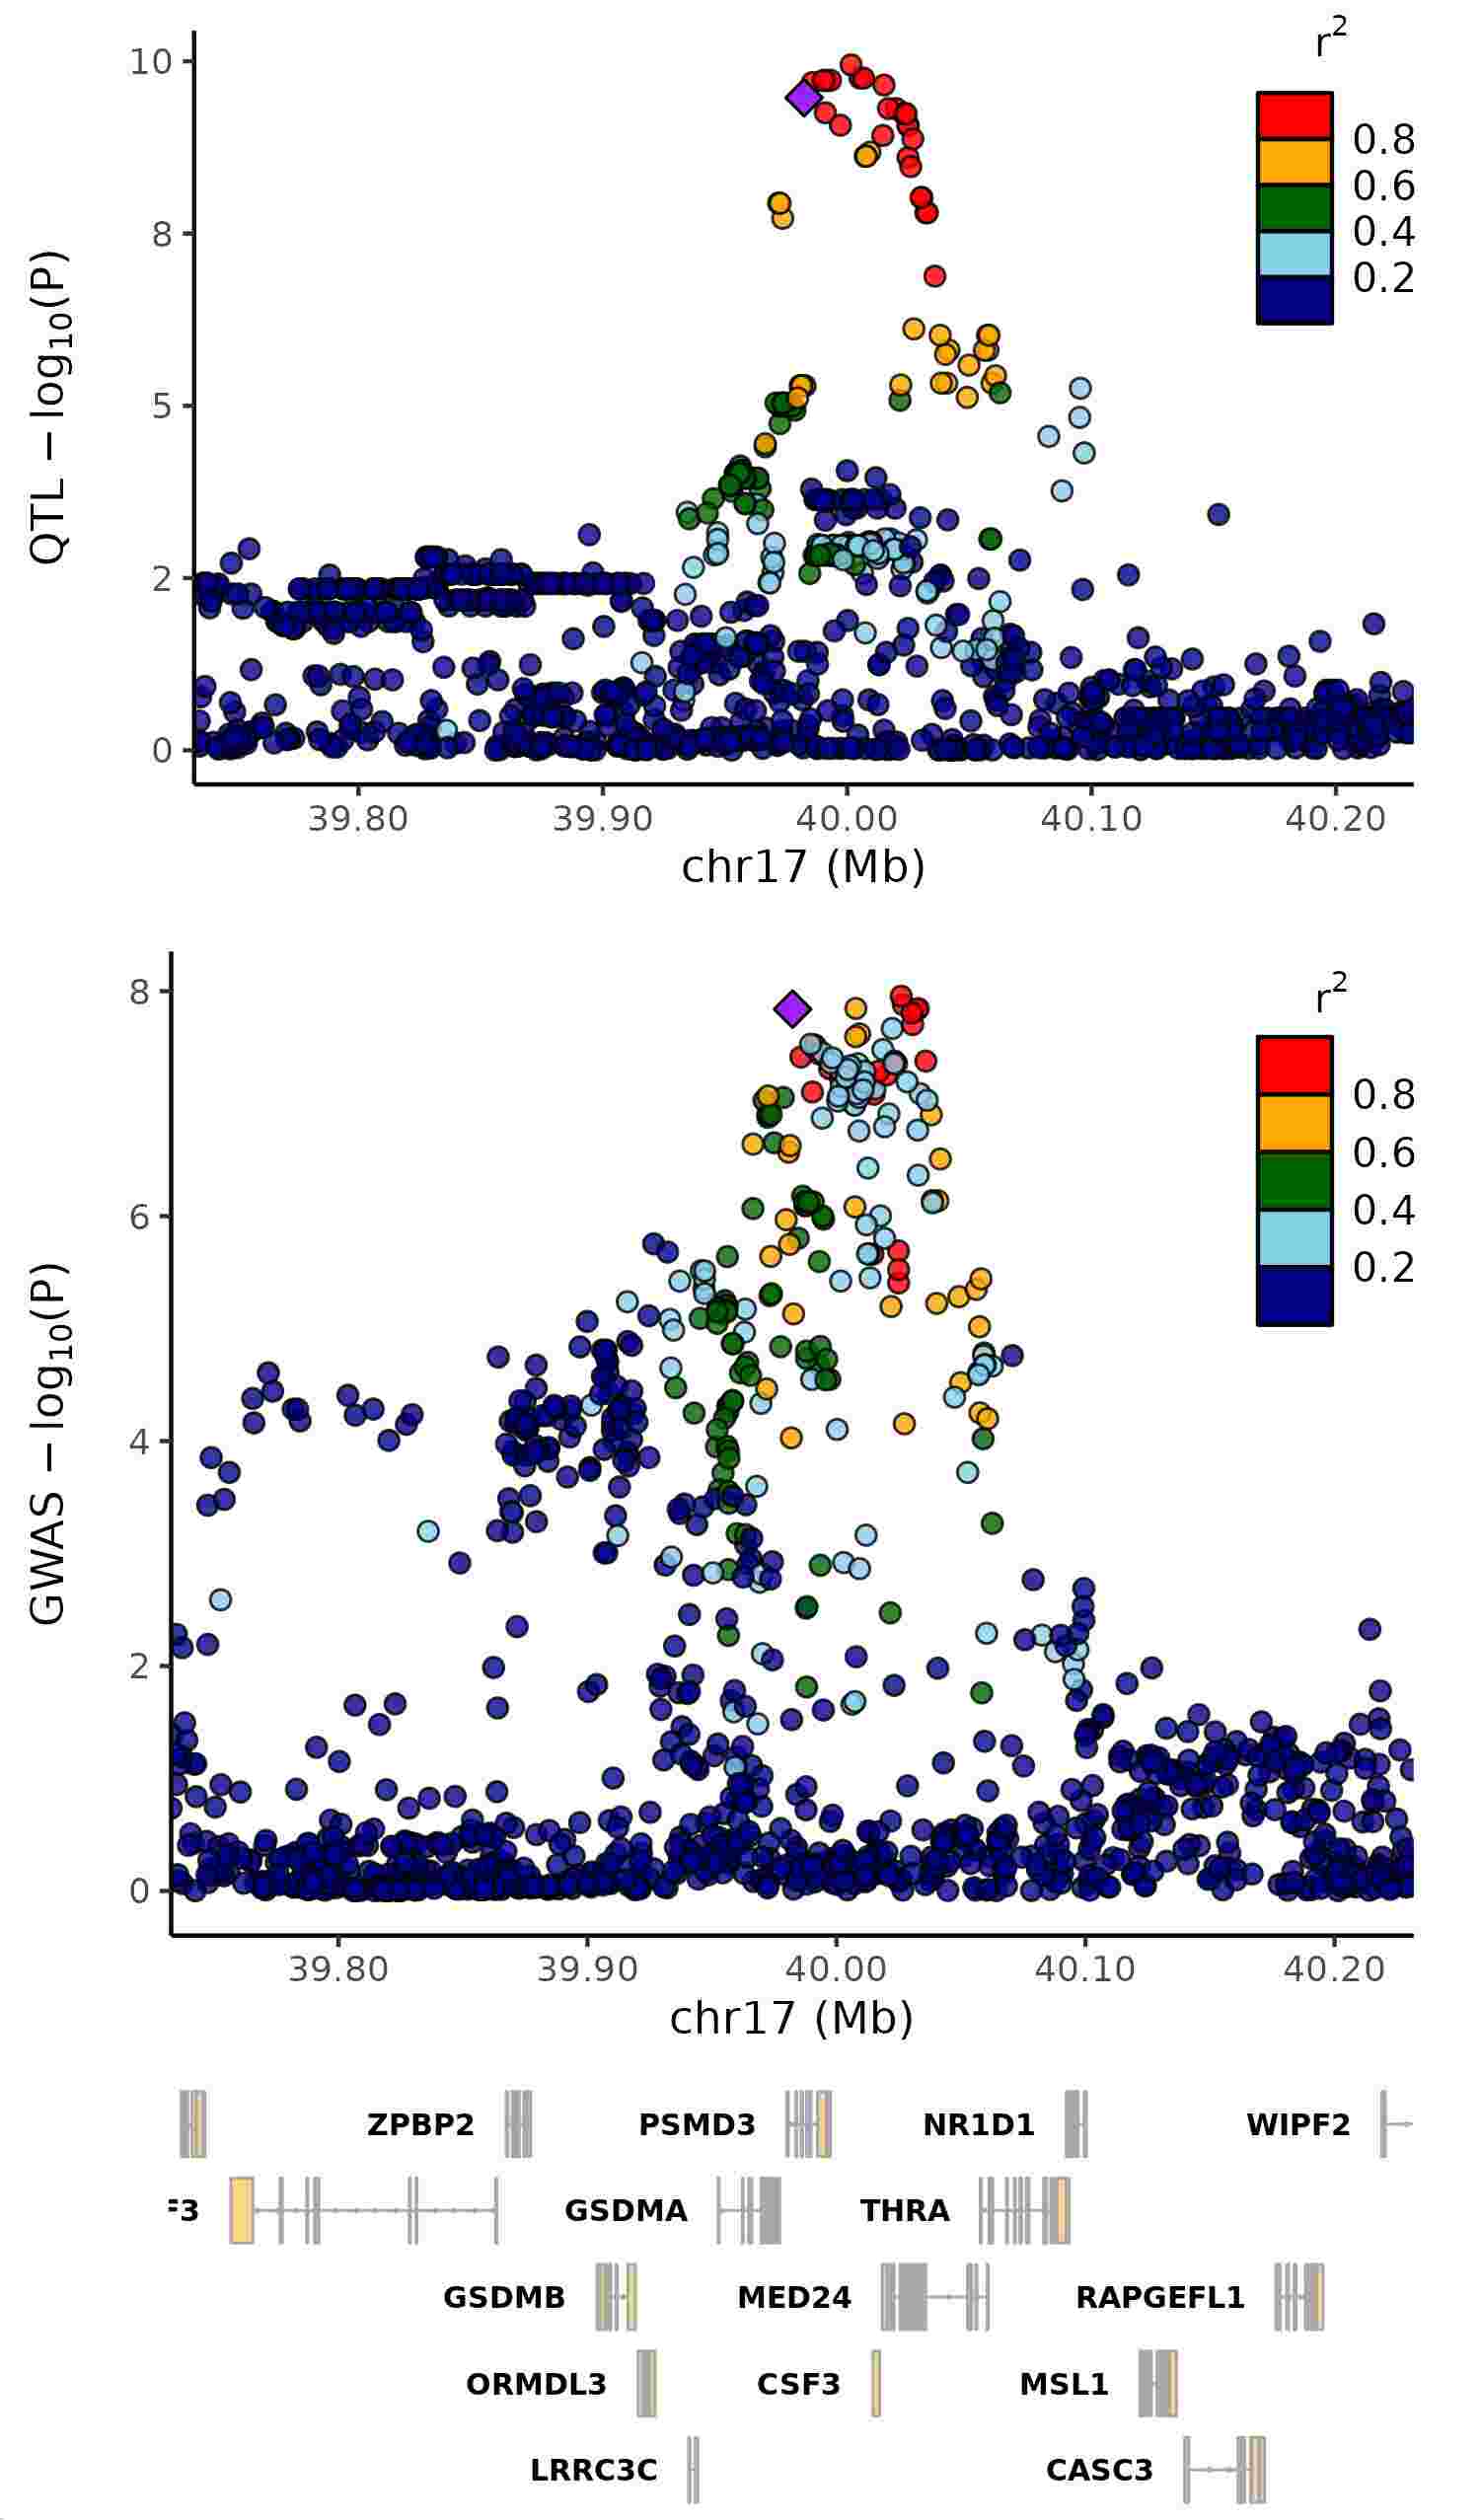 r2
10
8
5
2
0
0.8
0.6
0.4
0.2
QTL − log10(P)
39.80 39.90 40.00 40.10 40.20
chr17 (Mb)
r2
8
6
4
2
0
0.8
0.6
0.4
0.2
GWAS − log10(P)
39.80 39.90 40.00 40.10 40.20
chr17 (Mb)
ZPBP2 PSMD3 NR1D1 WIPF2
F3 GSDMA THRA
GSDMB MED24 RAPGEFL1
ORMDL3 CSF3 MSL1
LRRC3C CASC3